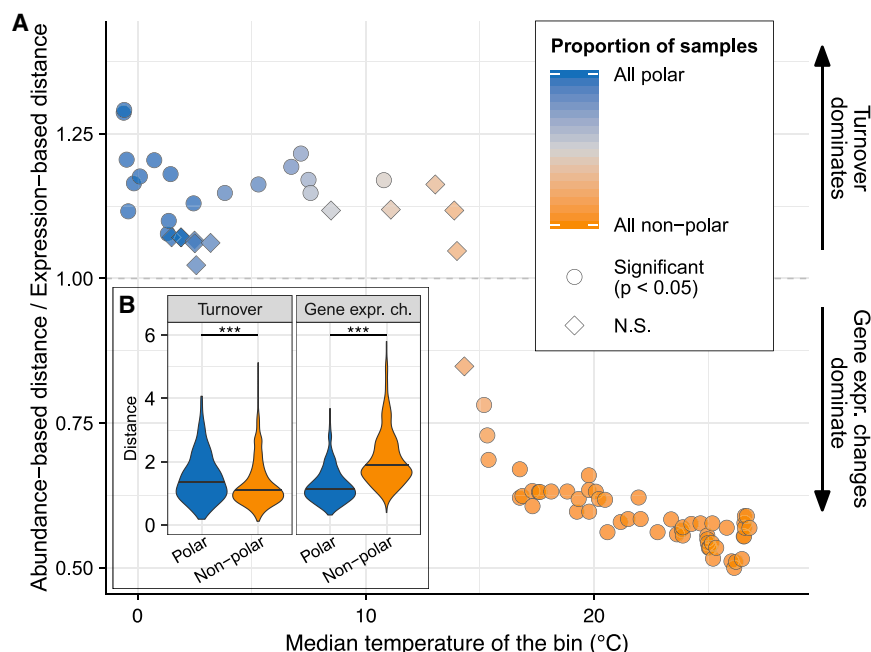 A
Abundance−based distance / Expression−based distance
1.25
1.00
0.75
0.50
0
10
20
Median temperature of the bin (°C)
Proportion of samples
All polar
All non−polar
Significant
(p < 0.05)
N.S.
Turnover
dominates
Gene expr. changes
dominate
B
Turnover
Gene expr. ch.
***
***
Distance
6
4
2
0
Polar
Non−polar
Polar
Non−polar